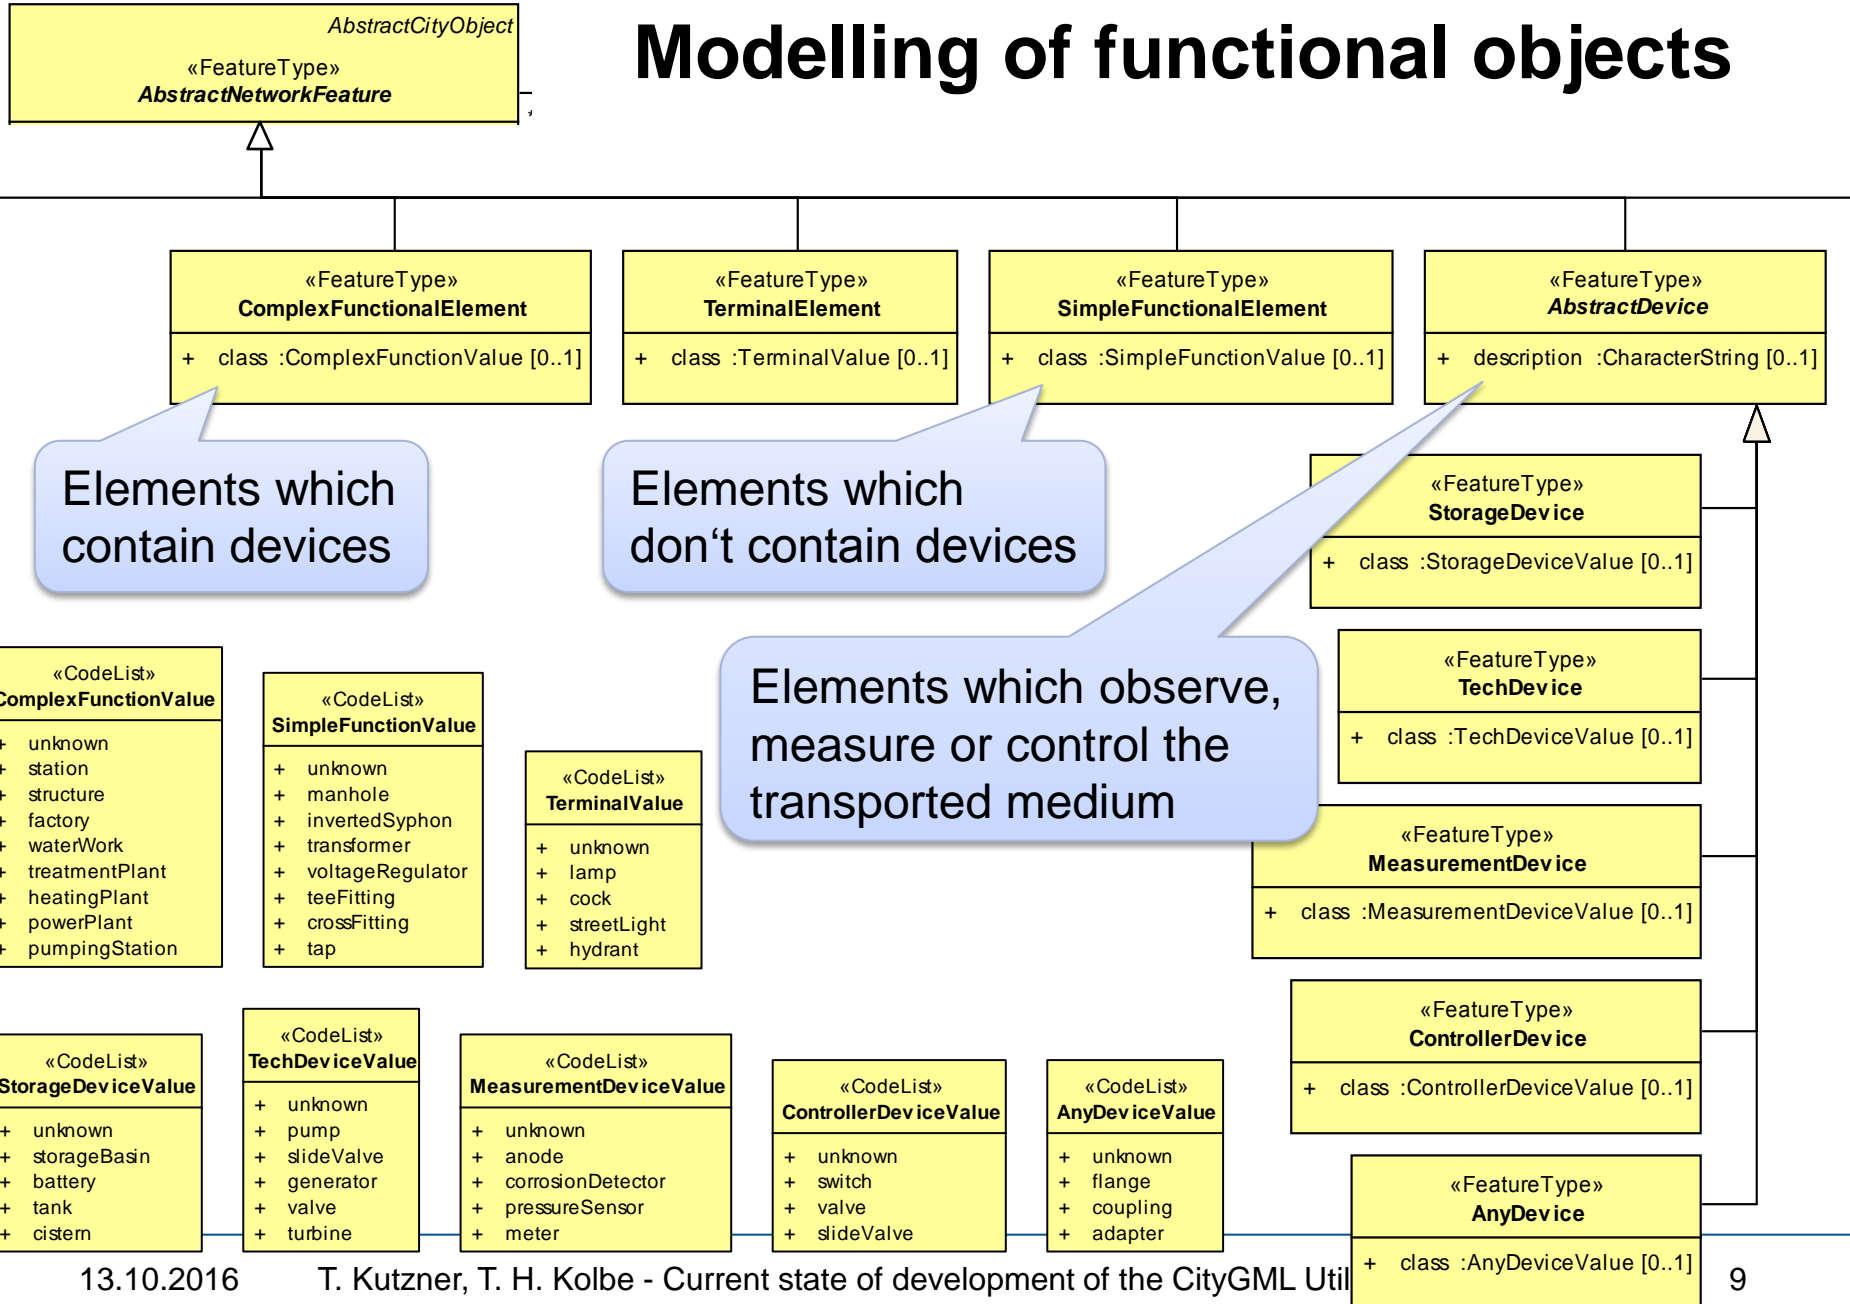 AbstractCityObject
«FeatureType»
AbstractNetworkFeature
*
Modelling of functional objects
«FeatureType»
ComplexFunctionalElement
+ class :ComplexFunctionValue [0..1]
«FeatureType»
TerminalElement
+ class :TerminalValue [0..1]
«FeatureType»
SimpleFunctionalElement
+ class :SimpleFunctionValue [0..1]
«FeatureType»
AbstractDevice
+ description :CharacterString [0..1]
Elements which
contain devices
Elements which
don‘t contain devices
Elements which observe,
measure or control the
transported medium
«FeatureType»
StorageDevice
+ class :StorageDeviceValue [0..1]
«FeatureType»
TechDevice
+ class :TechDeviceValue [0..1]
«FeatureType»
MeasurementDevice
+ class :MeasurementDeviceValue [0..1]
«FeatureType»
ControllerDevice
+ class :ControllerDeviceValue [0..1]
«FeatureType»
AnyDevice
+ class :AnyDeviceValue [0..1]
«CodeList»
ComplexFunctionValue
+ unknown
+ station
+ structure
+ factory
+ waterWork
+ treatmentPlant
+ heatingPlant
+ powerPlant
+ pumpingStation
«CodeList»
SimpleFunctionValue
+ unknown
+ manhole
+ invertedSyphon
+ transformer
+ voltageRegulator
+ teeFitting
+ crossFitting
+ tap
«CodeList»
TerminalValue
+ unknown
+ lamp
+ cock
+ streetLight
+ hydrant
«CodeList»
StorageDeviceValue
+ unknown
+ storageBasin
+ battery
+ tank
+ cistern
«CodeList»
TechDeviceValue
+ unknown
+ pump
+ slideValve
+ generator
+ valve
+ turbine
«CodeList»
MeasurementDeviceValue
+ unknown
+ anode
+ corrosionDetector
+ pressureSensor
+ meter
«CodeList»
ControllerDeviceValue
+ unknown
+ switch
+ valve
+ slideValve
«CodeList»
AnyDeviceValue
+ unknown
+ flange
+ coupling
+ adapter
13.10.2016 T. Kutzner, T. H. Kolbe - Current state of development of the CityGML Util 9